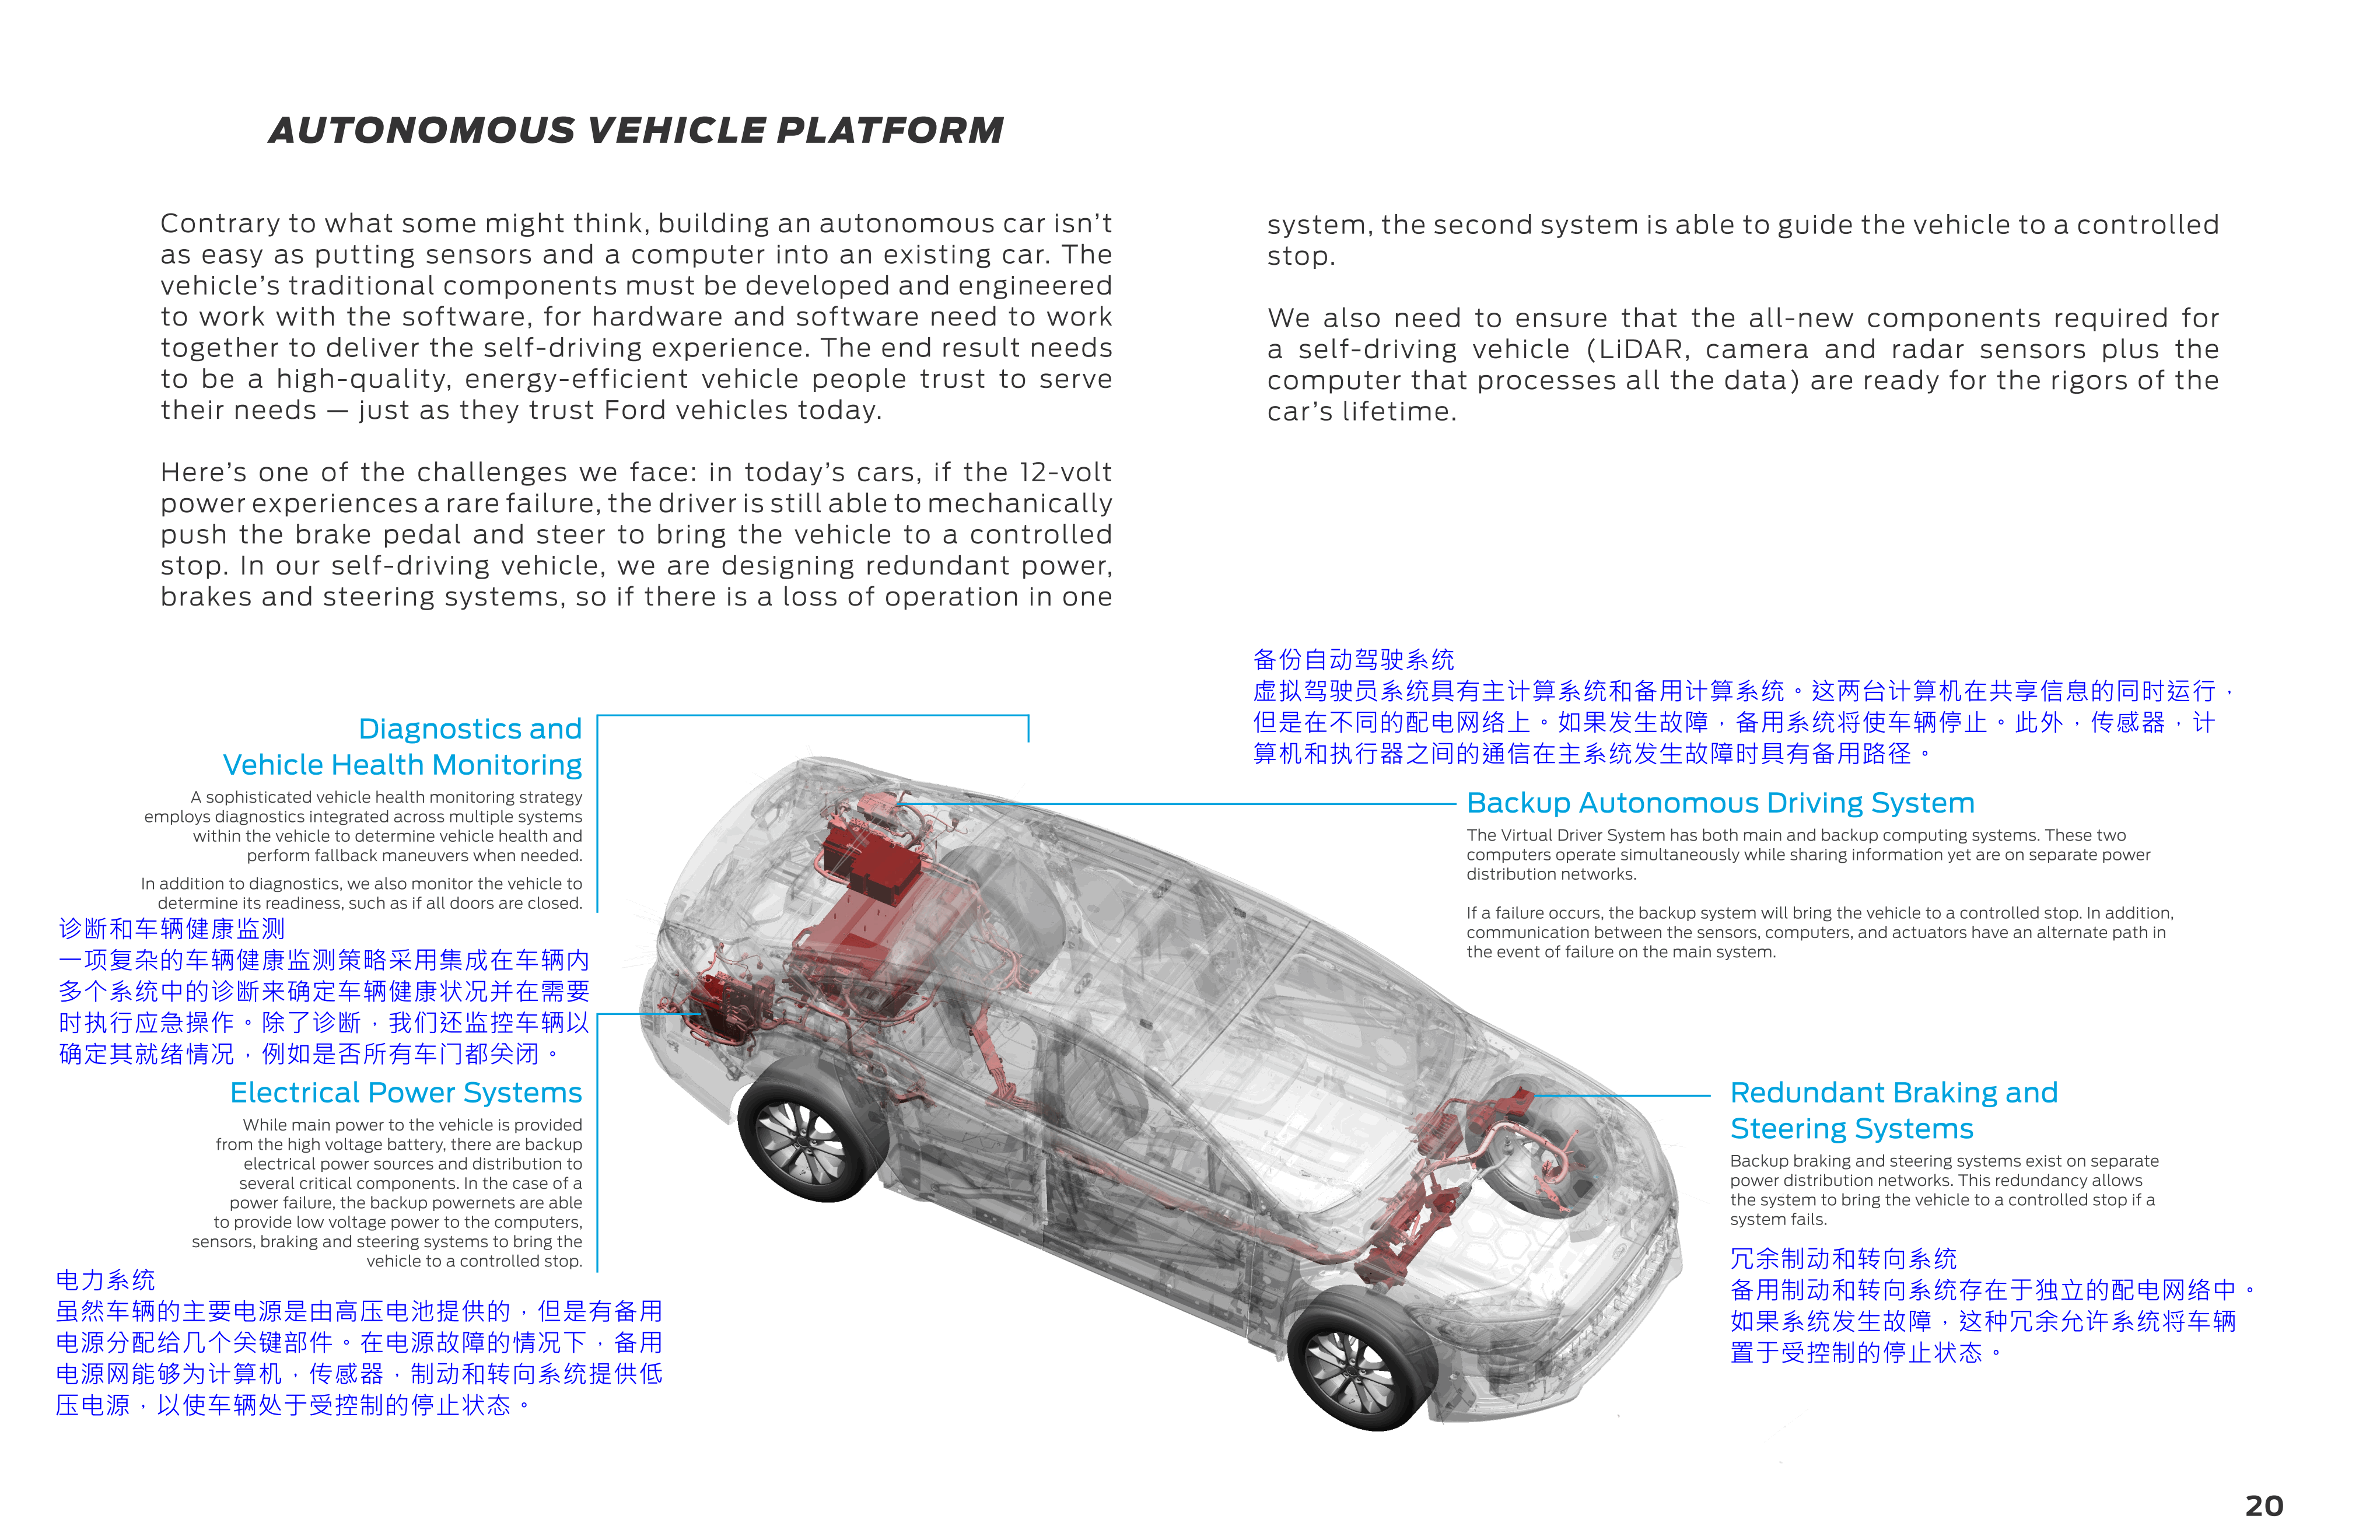 AUTONOMOUS VEHICLE PLATFORM
Contrary to what some might think, building an autonomous car isn’t
as easy as putting sensors and a computer into an existing car. The
vehicle’s traditional components must be developed and engineered
to work with the software, for hardware and software need to work
together to deliver the self-driving experience. The end result needs
to be a high-quality, energy-efficient vehicle people trust to serve
their needs — just as they trust Ford vehicles today.
Here’s one of the challenges we face: in today’s cars, if the 12-volt
power experiences a rare failure, the driver is still able to mechanically
push the brake pedal and steer to bring the vehicle to a controlled
stop. In our self-driving vehicle, we are designing redundant power,
brakes and steering systems, so if there is a loss of operation in one
system, the second system is able to guide the vehicle to a controlled
stop.
We also need to ensure that the all-new components required for
a self-driving vehicle (LiDAR, camera and radar sensors plus the
computer that processes all the data) are ready for the rigors of the
car’s lifetime.
Diagnostics and
Vehicle Health Monitoring
A sophisticated vehicle health monitoring strategy
employs diagnostics integrated across multiple systems
within the vehicle to determine vehicle health and
perform fallback maneuvers when needed.
In addition to diagnostics, we also monitor the vehicle to
determine its readiness, such as if all doors are closed.
诊断和车辆健康监测
一项复杂的车辆健康监测策略采用集成在车辆内
多个系统中的诊断来确定车辆健康状况并在需要
时执行应急操作。除了诊断，我们还监控车辆以
确定其就绪情况，例如是否所有车门都关闭。
Electrical Power Systems
While main power to the vehicle is provided
from the high voltage battery, there are backup
electrical power sources and distribution to
several critical components. In the case of a
power failure, the backup powernets are able
to provide low voltage power to the computers,
sensors, braking and steering systems to bring the
vehicle to a controlled stop.
电力系统
虽然车辆的主要电源是由高压电池提供的，但是有备用
电源分配给几个关键部件。在电源故障的情况下，备用
电源网能够为计算机，传感器，制动和转向系统提供低
压电源，以使车辆处于受控制的停止状态。
备份自动驾驶系统
虚拟驾驶员系统具有主计算系统和备用计算系统。这两台计算机在共享信息的同时运行，
但是在不同的配电网络上。如果发生故障，备用系统将使车辆停止。此外，传感器，计
算机和执行器之间的通信在主系统发生故障时具有备用路径。
Backup Autonomous Driving System
The Virtual Driver System has both main and backup computing systems. These two
computers operate simultaneously while sharing information yet are on separate power
distribution networks.
If a failure occurs, the backup system will bring the vehicle to a controlled stop. In addition,
communication between the sensors, computers, and actuators have an alternate path in
the event of failure on the main system.
Redundant Braking and
Steering Systems
Backup braking and steering systems exist on separate
power distribution networks. This redundancy allows
the system to bring the vehicle to a controlled stop if a
system fails.
冗余制动和转向系统
备用制动和转向系统存在于独立的配电网络中。
如果系统发生故障，这种冗余允许系统将车辆
置于受控制的停止状态。
20